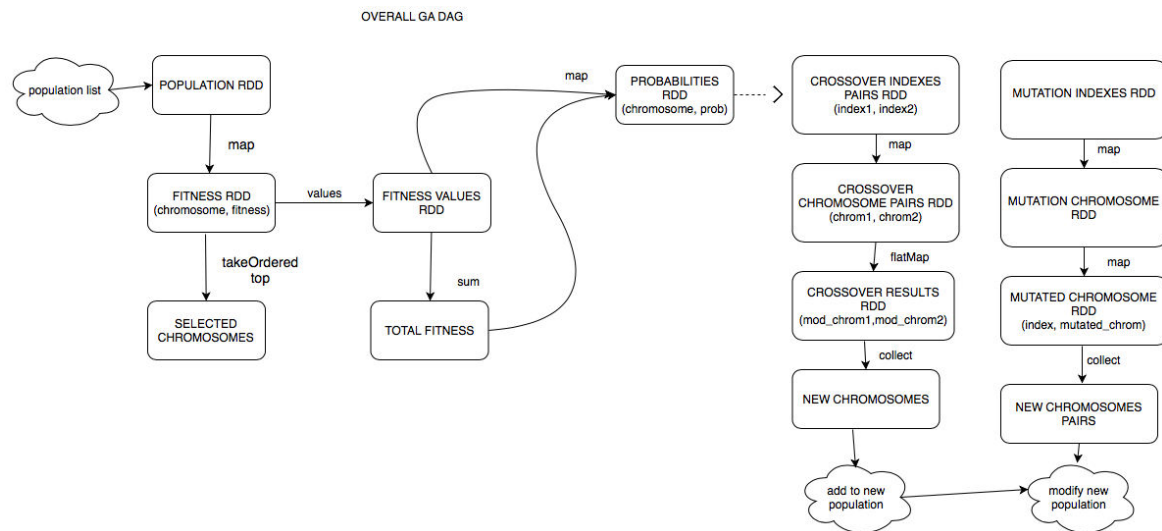 OVERALL GA DAG
population list
POPULATION RDD
map
FITNESS RDD
(chromosome, fitness)
takeOrdered
top
SELECTED
CHROMOSOMES
values
FITNESS VALUES
RDD
sum
TOTAL FITNESS
map
PROBABILITIES
RDD
(chromosome, prob)
CROSSOVER INDEXES
PAIRS RDD
(index1, index2)
map
CROSSOVER
CHROMOSOME PAIRS RDD
(chrom1, chrom2)
flatMap
CROSSOVER RESULTS
RDD
(mod_chrom1,mod_chrom2)
collect
NEW CHROMOSOMES
add to new
population
MUTATION INDEXES RDD
map
MUTATION CHROMOSOME
RDD
map
MUTATED CHROMOSOME
RDD
(index, mutated_chrom)
collect
NEW CHROMOSOMES
PAIRS
modify new
population